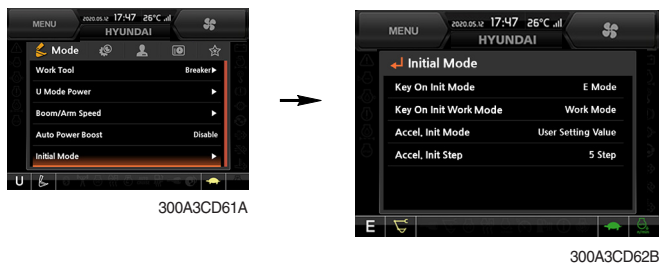 MENU
2020.05.12 17:47 26°C .ıll
HYUNDAI
Mode
Work Tool Breaker▶
U Mode Power ▶
Boom/Arm Speed ▶
Auto Power Boost Disable
Initial Mode ▶
U
300A3CD61A
MENU
2020.05.12 17:47 26°C .ıll
HYUNDAI
Initial Mode
Key On Init Mode E Mode
Key On Init Work Mode Work Mode
Accel, Init Mode User Setting Value
Accel, Init Step 5 Step
E
300A3CD62B